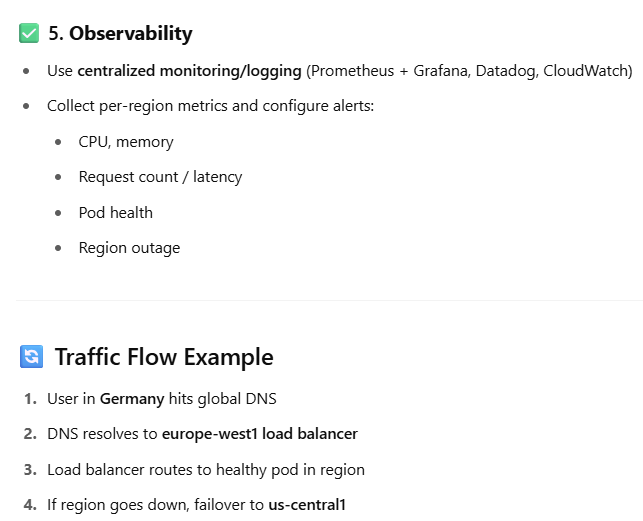 ✅ 5. Observability
• Use centralized monitoring/logging (Prometheus + Grafana, Datadog, CloudWatch)
• Collect per-region metrics and configure alerts:
• CPU, memory
• Request count / latency
• Pod health
• Region outage
🔄 Traffic Flow Example
1. User in Germany hits global DNS
2. DNS resolves to europe-west1 load balancer
3. Load balancer routes to healthy pod in region
4. If region goes down, failover to us-central1